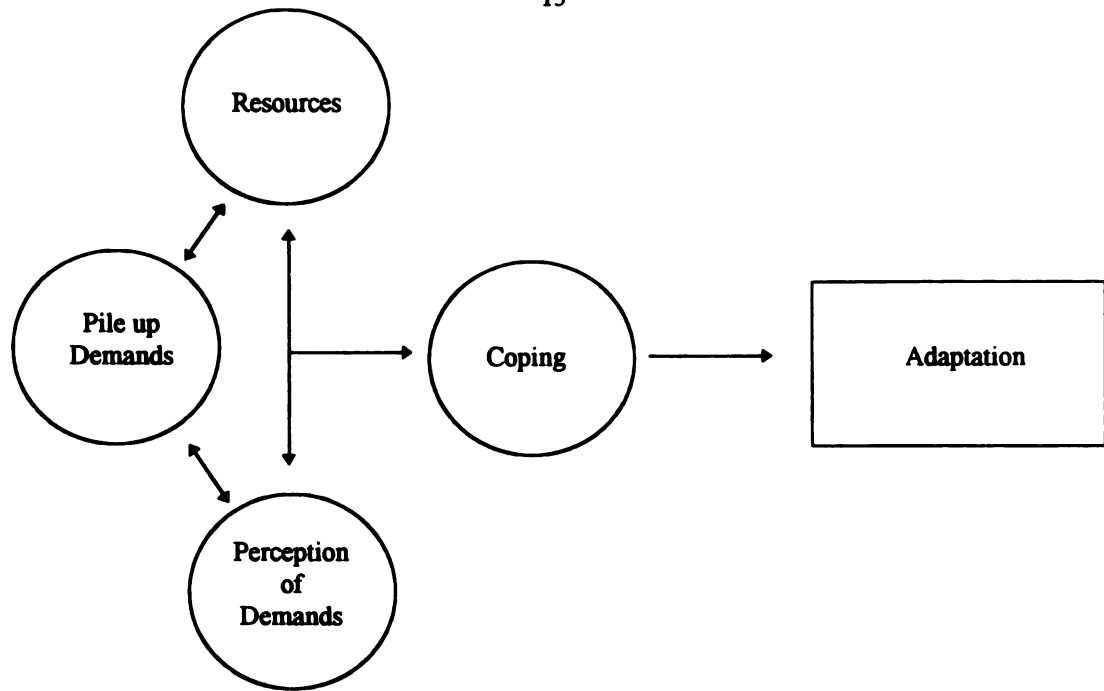 Resources
Pile up
Demands
Coping
Adaptation
Perception
of
Demands